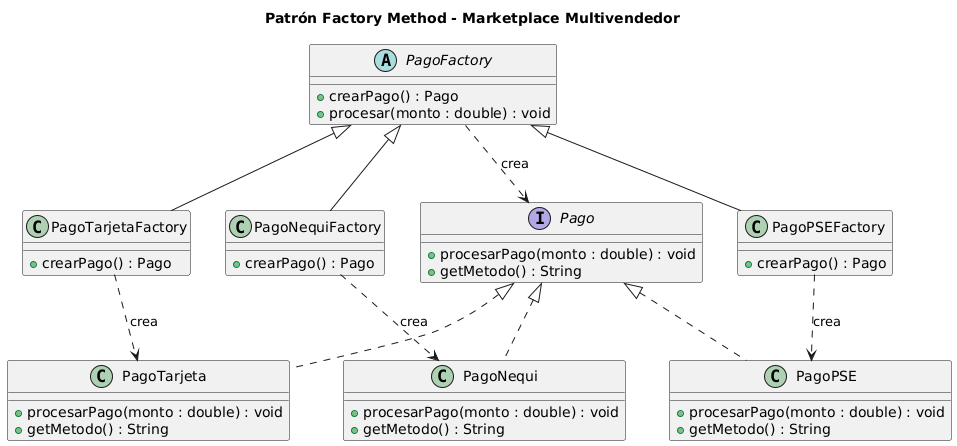 Patrón Factory Method - Marketplace Multivendedor
A PagoFactory
crearPago() : Pago
procesar(monto : double) : void
crea
C PagoTarjetaFactory
crearPago() : Pago
C PagoNequiFactory
crearPago() : Pago
I Pago
procesarPago(monto : double) : void
getMetodo() : String
C PagoPSEFactory
crearPago() : Pago
crea
crea
crea
C PagoTarjeta
procesarPago(monto : double) : void
getMetodo() : String
C PagoNequi
procesarPago(monto : double) : void
getMetodo() : String
C PagoPSE
procesarPago(monto : double) : void
getMetodo() : String